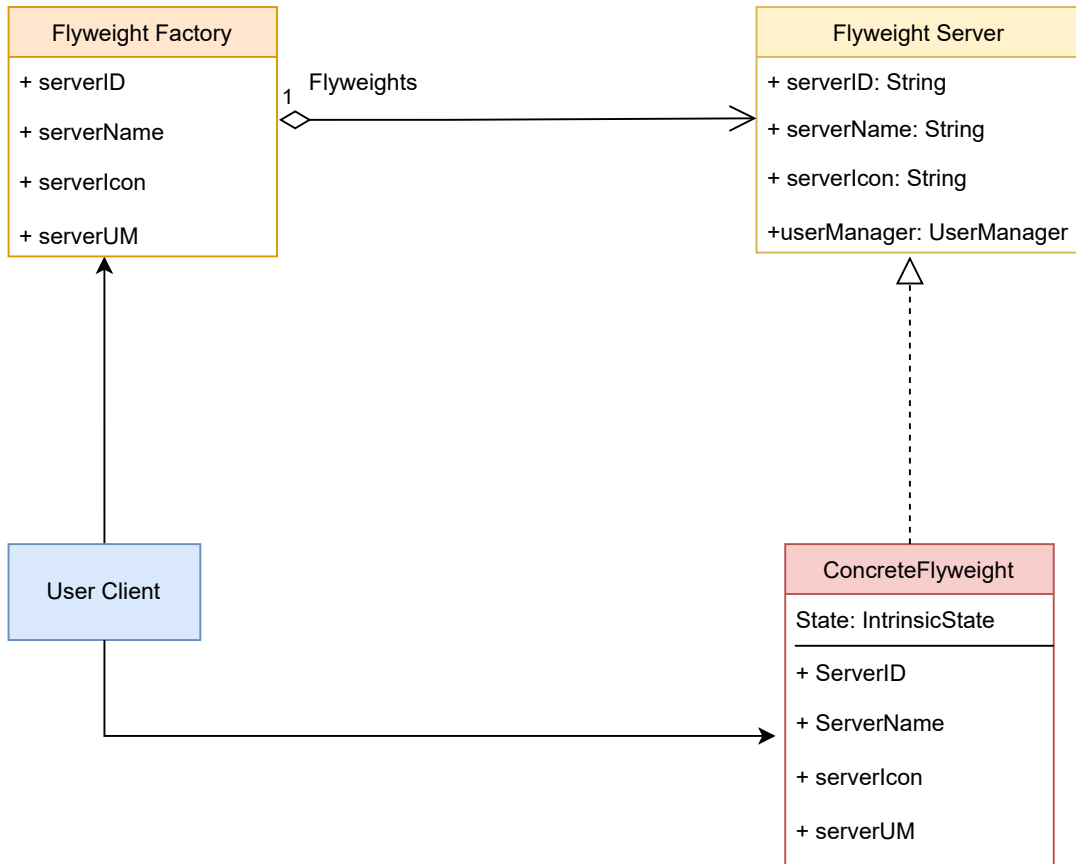 Flyweight Factory
+ serverID
+ serverName
+ serverIcon
+ serverUM
1
Flyweights
Flyweight Server
+ serverID: String
+ serverName: String
+ serverIcon: String
+userManager: UserManager
User Client
ConcreteFlyweight
State: IntrinsicState
+ ServerID
+ ServerName
+ serverIcon
+ serverUM